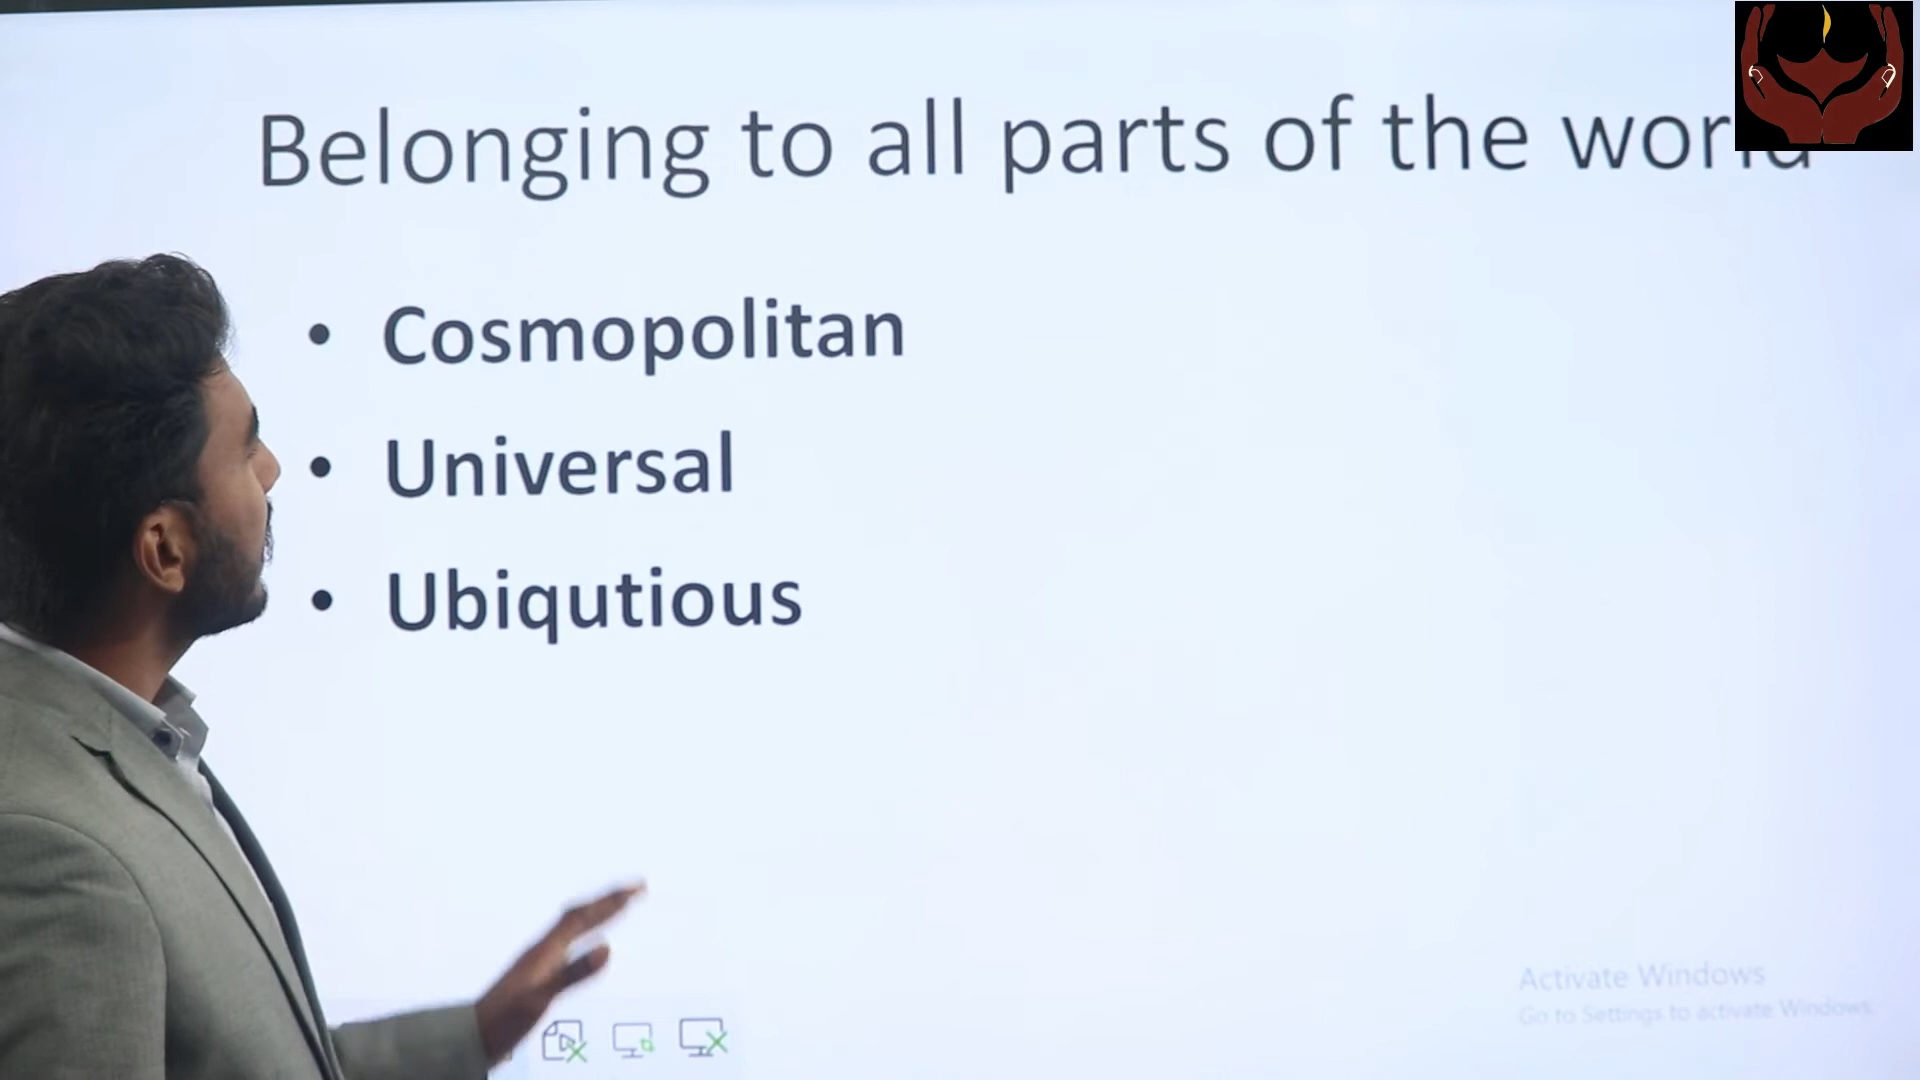 Belonging to all parts of the world
• Cosmopolitan
• Universal
• Ubiqutious
Activate Windows
Go to Settings to activate Windows.